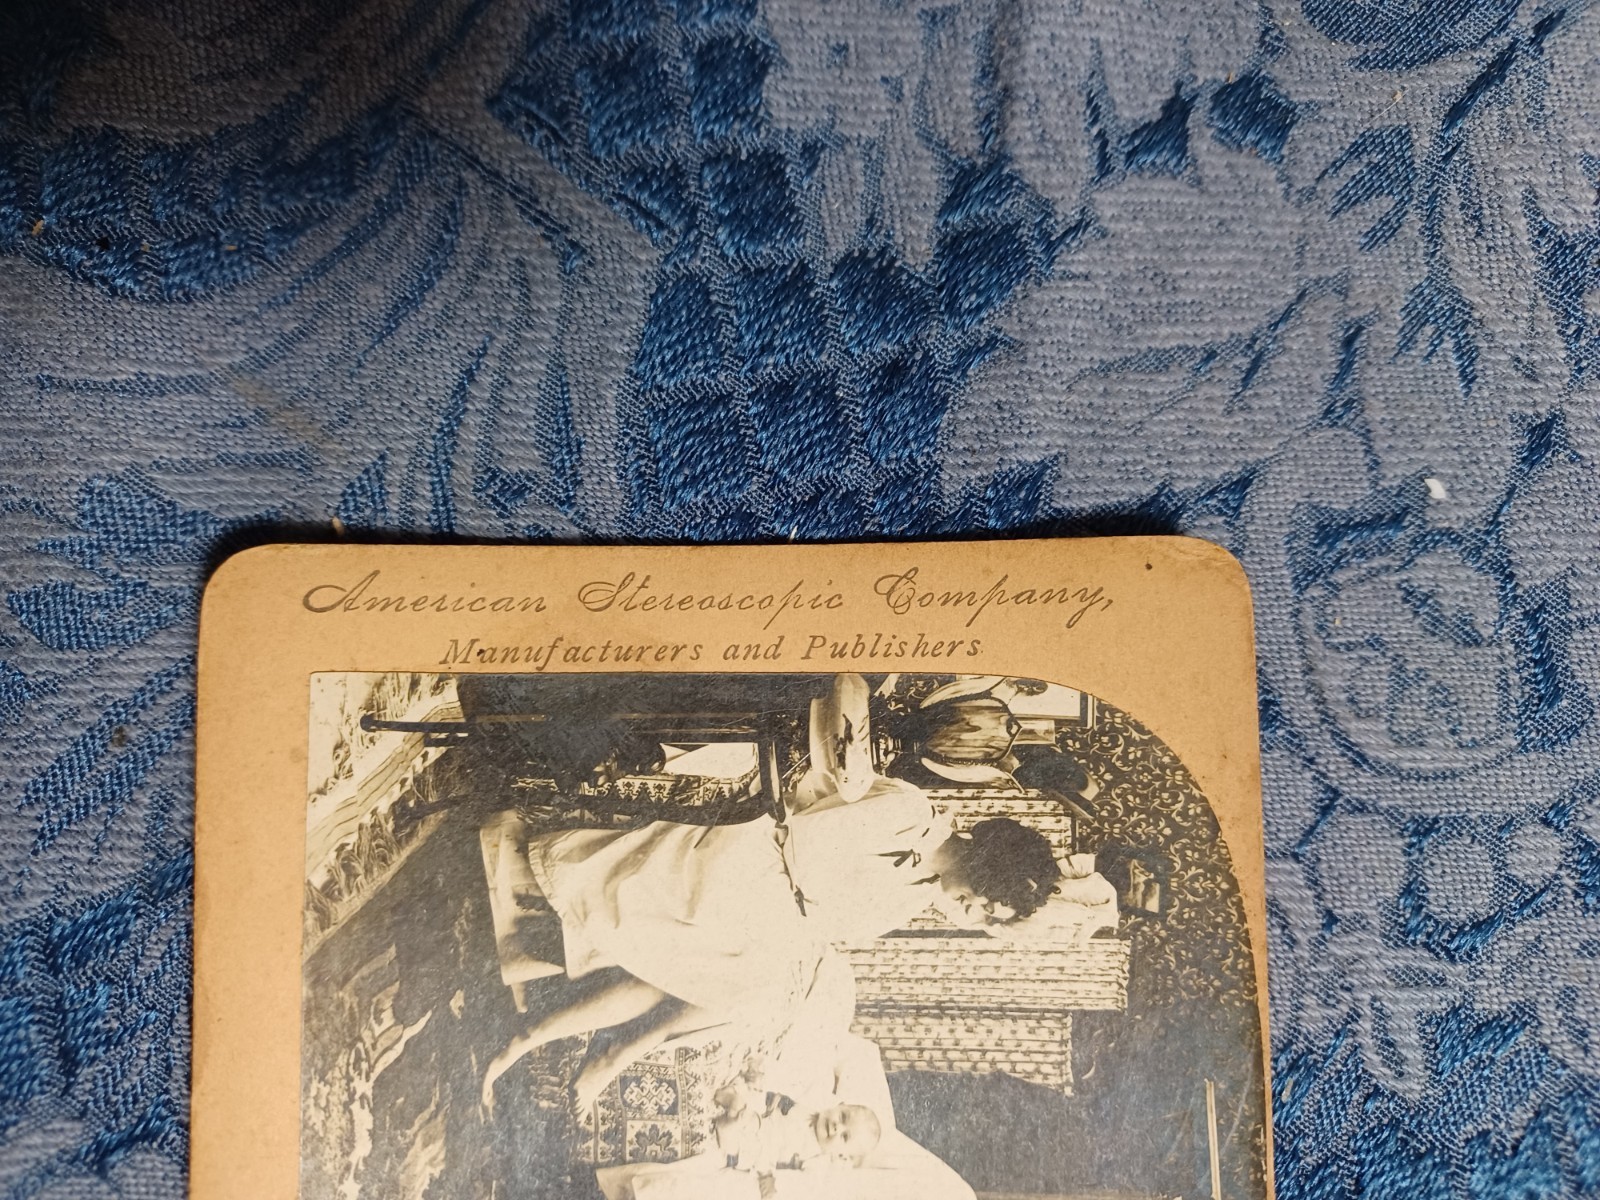 American Stereoscopic Company,
Manufacturers and Publishers.